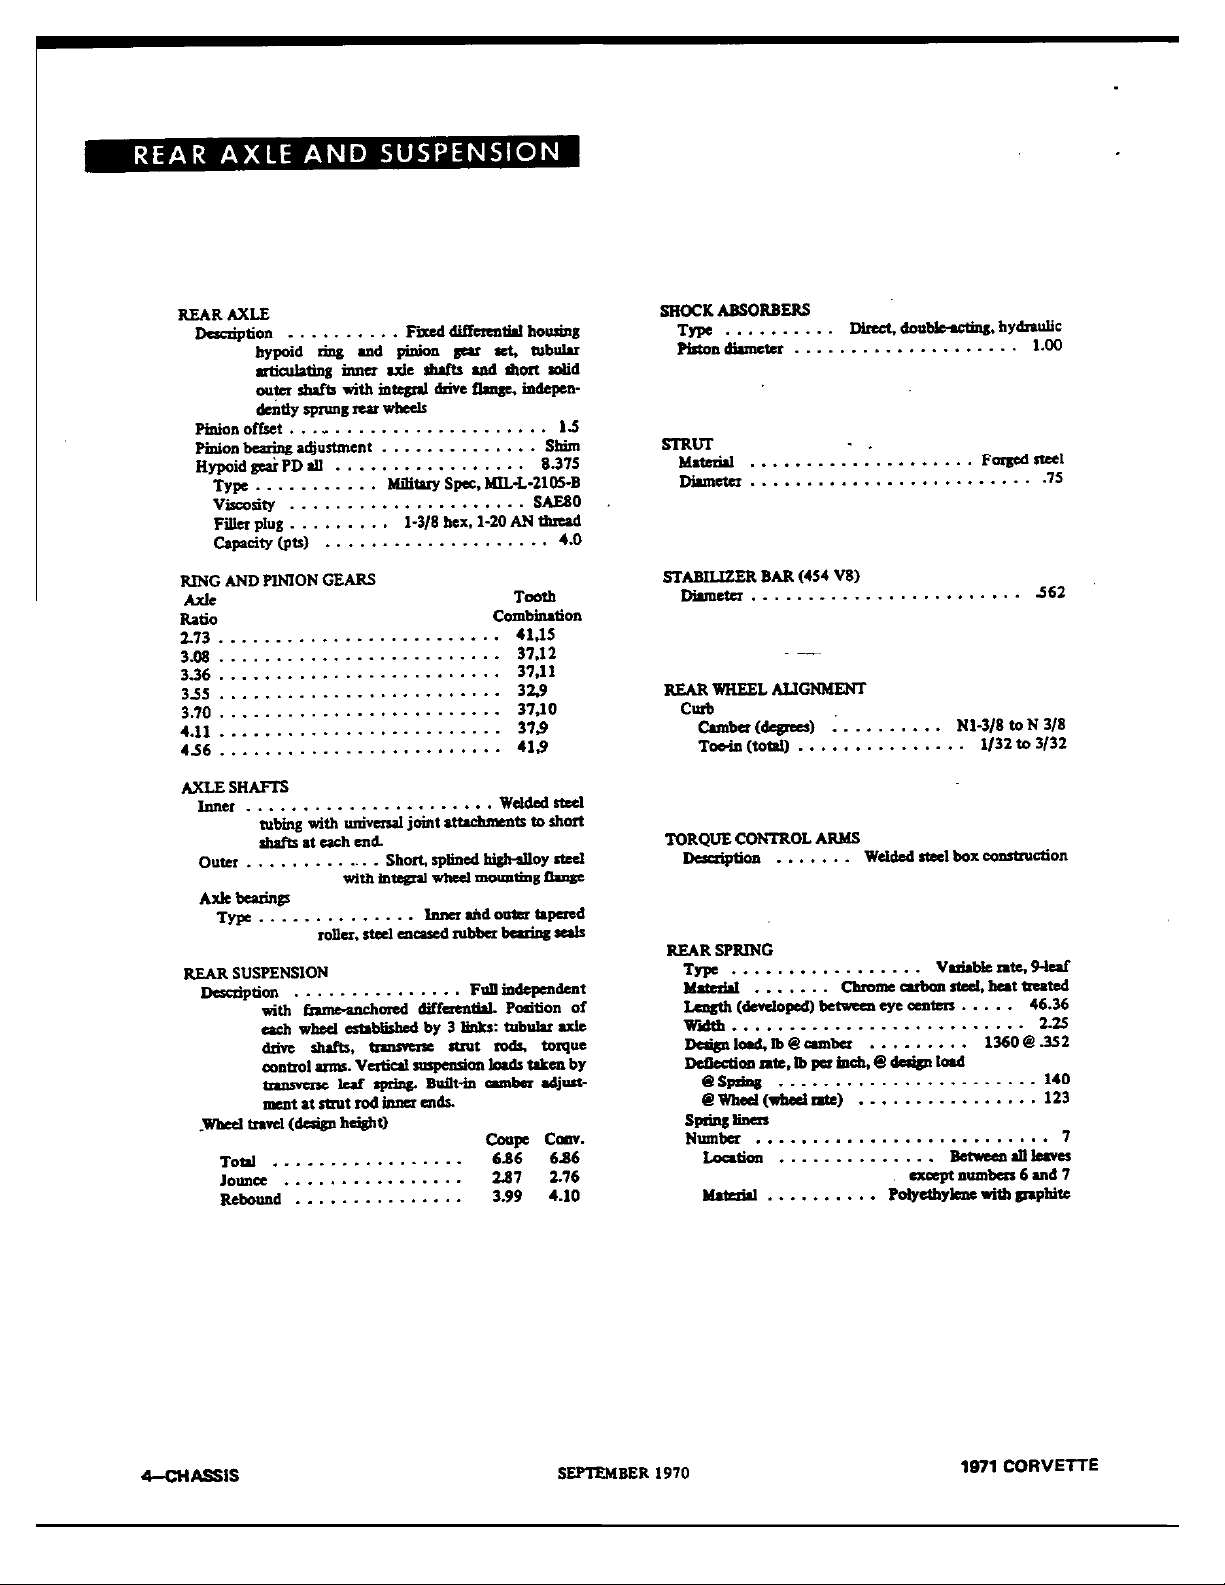 REAR AXLE AND SUSPENSION
REAR AXLE
Description . . . . . . . . . . Fixed differential housing
hypoid ring and pinion gear set, tubular
articulating inner axle shafts and short solid
outer shafts with integral drive flange, indepen-
dently sprung rear wheels
Pinion offset . . . . . . . . . . . . . . . . . . . . . . . 1.5
Pinion bearing adjustment . . . . . . . . . . . . . . Shim
Hypoid gear PD all . . . . . . . . . . . . . . . . . 8.375
Type . . . . . . . . . . . Military Spec, MIL-L-2105-B
Viscosity . . . . . . . . . . . . . . . . . . . . . SAE80
Filler plug . . . . . . . . . 1-3/8 hex, 1-20 AN thread
Capacity (pts) . . . . . . . . . . . . . . . . . . . . 4.0
RING AND PINION GEARS
Axle Tooth
Ratio Combination
2.73 . . . . . . . . . . . . . . . . . . . . . . . . . 41,15
3.08 . . . . . . . . . . . . . . . . . . . . . . . . . 37,12
3.36 . . . . . . . . . . . . . . . . . . . . . . . . . 37,11
3.55 . . . . . . . . . . . . . . . . . . . . . . . . . 32,9
3.70 . . . . . . . . . . . . . . . . . . . . . . . . . 37,10
4.11 . . . . . . . . . . . . . . . . . . . . . . . . . 37,9
4.56 . . . . . . . . . . . . . . . . . . . . . . . . . 41,9
AXLE SHAFTS
Inner . . . . . . . . . . . . . . . . . . . . . . Welded steel
tubing with universal joint attachments to short
shafts at each end.
Outer . . . . . . . . . . . . Short, splined high-alloy steel
with integral wheel mounting flange
Axle bearings
Type . . . . . . . . . . . . . . Inner and outer tapered
roller, steel encased rubber bearing seals
REAR SUSPENSION
Description . . . . . . . . . . . . . . . Full independent
with frame-anchored differential. Position of
each wheel established by 3 links: tubular axle
drive shafts, transverse strut rods, torque
control arms. Vertical suspension loads taken by
transverse leaf spring. Built-in camber adjust-
ment at strut rod inner ends.
Wheel travel (design height)
Coupe Conv.
Total . . . . . . . . . . . . . . . . . 6.86 6.86
Jounce . . . . . . . . . . . . . . . . 2.87 2.76
Rebound . . . . . . . . . . . . . . . 3.99 4.10
SHOCK ABSORBERS
Type . . . . . . . . . . Direct, double-acting, hydraulic
Piston diameter . . . . . . . . . . . . . . . . . . . . 1.00
STRUT
Material . . . . . . . . . . . . . . . . . . . . Forged steel
Diameter . . . . . . . . . . . . . . . . . . . . . . . . . .75
STABILIZER BAR (454 V8)
Diameter . . . . . . . . . . . . . . . . . . . . . . . . .562
REAR WHEEL ALIGNMENT
Curb
Camber (degrees) . . . . . . . . . . N1-3/8 to N 3/8
Toe-in (total) . . . . . . . . . . . . . . . 1/32 to 3/32
TORQUE CONTROL ARMS
Description . . . . . . . Welded steel box construction
REAR SPRING
Type . . . . . . . . . . . . . . . . . Variable rate, 9-leaf
Material . . . . . . . Chrome carbon steel, heat treated
Length (developed) between eye centers . . . . . 46.36
Width . . . . . . . . . . . . . . . . . . . . . . . . . . 2.25
Design load, lb @ camber . . . . . . . . . 1360 @ .352
Deflection rate, lb per inch, @ design load
@ Spring . . . . . . . . . . . . . . . . . . . . . . . 140
@ Wheel (wheel rate) . . . . . . . . . . . . . . . . 123
Spring liners
Number . . . . . . . . . . . . . . . . . . . . . . . . . . 7
Location . . . . . . . . . . . . . . Between all leaves
except numbers 6 and 7
Material . . . . . . . . . . Polyethylene with graphite
4—CHASSIS SEPTEMBER 1970 1971 CORVETTE